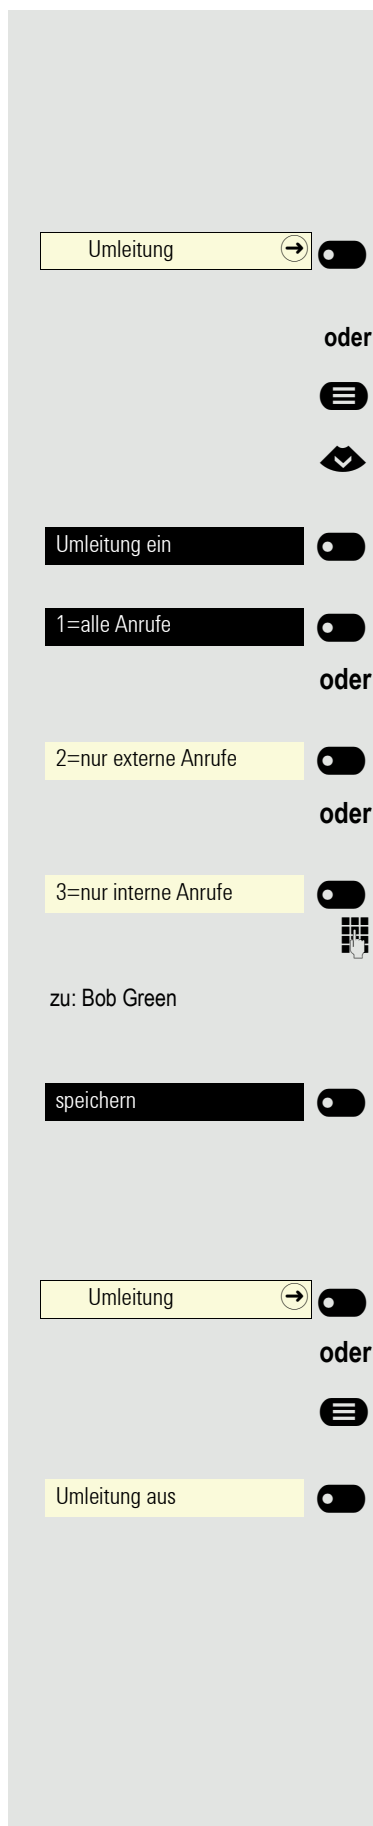 Umleitung
oder
Umleitung ein
1=alle Anrufe
oder
2=nur externe Anrufe
oder
3=nur interne Anrufe
zu: Bob Green
speichern
Umleitung
oder
Umleitung aus